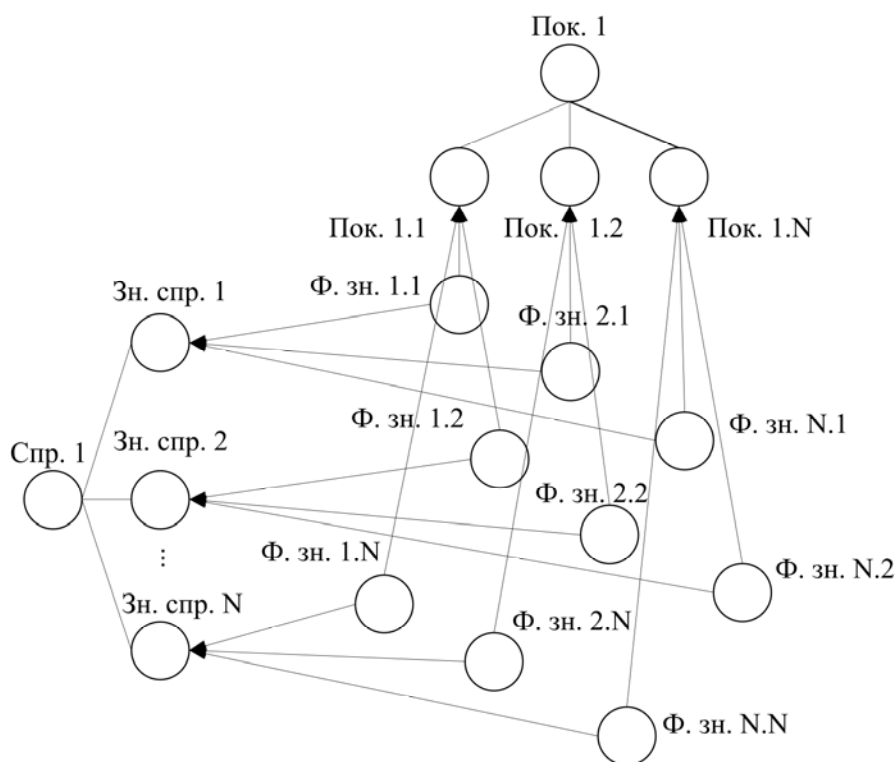 Пок. 1
Пок. 1.1
Пок. 1.2
Пок. 1.N
Зн. спр. 1
Ф. зн. 1.1
Ф. зн. 2.1
Ф. зн. 1.2
Ф. зн. N.1
Спр. 1
Зн. спр. 2
Ф. зн. 2.2
...
Ф. зн. 1.N
Ф. зн. N.2
Зн. спр. N
Ф. зн. 2.N
Ф. зн. N.N